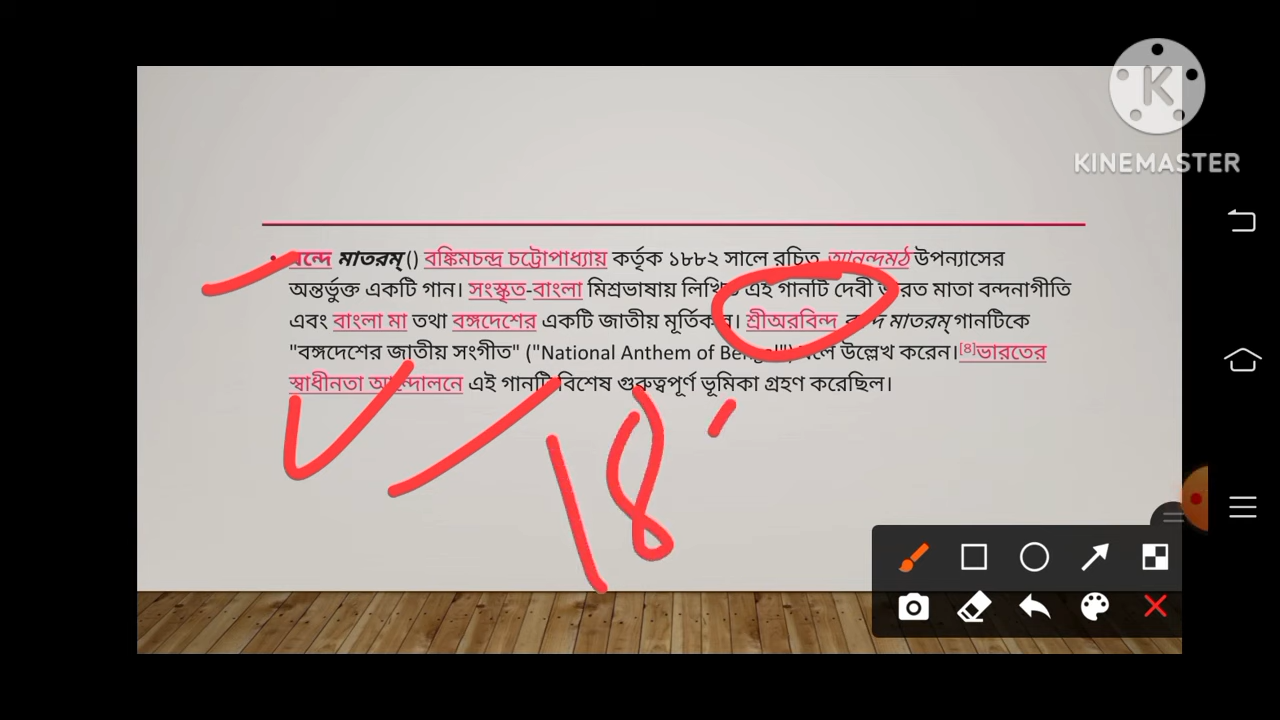 KINEMASTER
বন্দে মাতরম্ () বঙ্কিমচন্দ্র চট্টোপাধ্যায় কর্তৃক ১৮৮২ সালে রচিত আনন্দমঠ উপন্যাসের
অন্তর্ভুক্ত একটি গান। সংস্কৃত-বাংলা মিশ্রভাষায় লিখিত এই গানটি দেবী ভারত মাতা বন্দনাগীতি
এবং বাংলা মা তথা বঙ্গদেশের একটি জাতীয় মূর্তিকল্প। শ্রীঅরবিন্দ বন্দে মাতরম্ গানটিকে
"বঙ্গদেশের জাতীয় সংগীত" ("National Anthem of Bengal") বলে উল্লেখ করেন।[৪]ভারতের
স্বাধীনতা আন্দোলনে এই গানটি বিশেষ গুরুত্বপূর্ণ ভূমিকা গ্রহণ করেছিল।
18